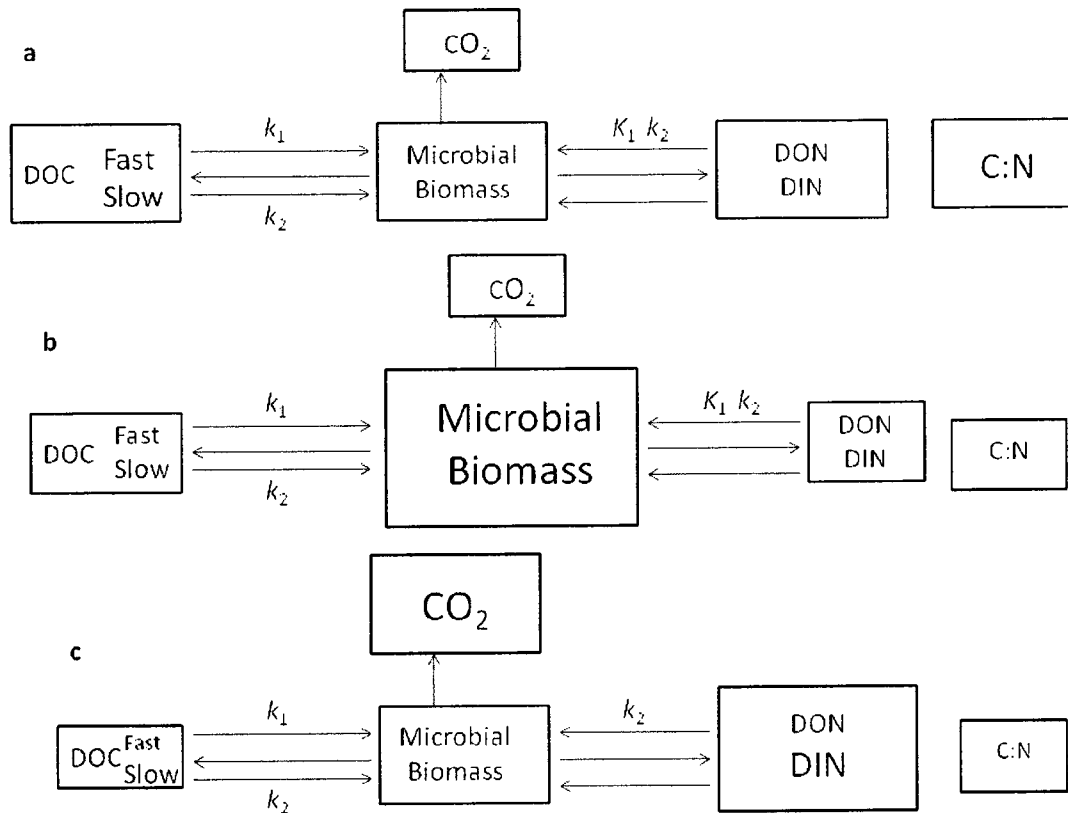 a
CO₂
DOC Fast
Slow
k₁
k₂
Microbial
Biomass
K₁ k₂
DON
DIN
C:N
b
CO₂
DOC Fast
Slow
k₁
k₂
Microbial
Biomass
K₁ k₂
DON
DIN
C:N
c
CO₂
DOC Fast
Slow
k₁
k₂
Microbial
Biomass
k₂
DON
DIN
C:N